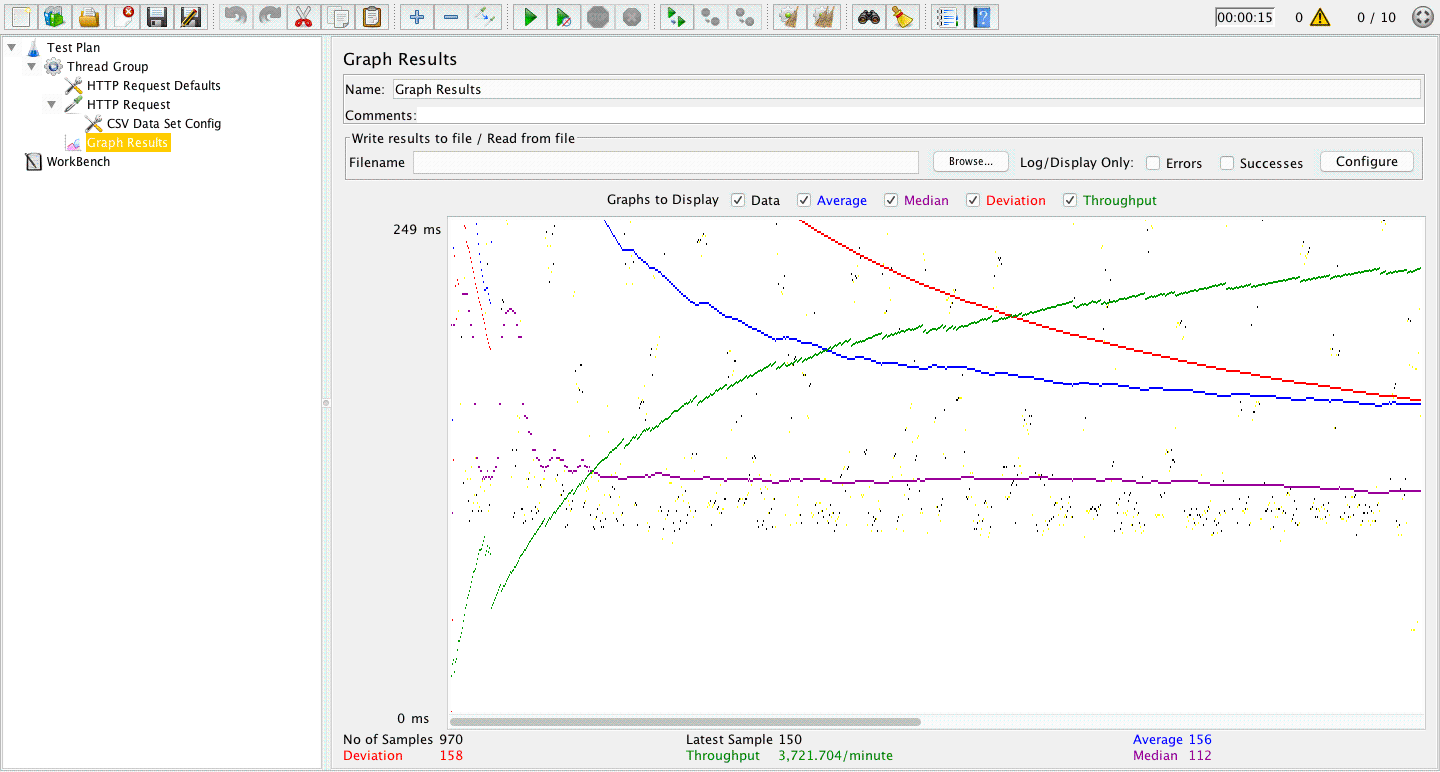 00:00:15 0 0 / 10
Test Plan
Thread Group
HTTP Request Defaults
HTTP Request
CSV Data Set Config
Graph Results
WorkBench
Graph Results
Name: Graph Results
Comments:
Write results to file / Read from file
Filename Browse... Log/Display Only: Errors Successes Configure
Graphs to Display Data Average Median Deviation Throughput
249 ms
0 ms
No of Samples 970 Latest Sample 150 Average 156
Deviation 158 Throughput 3,721.704/minute Median 112